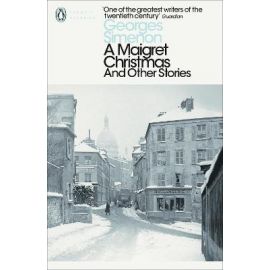 'One of the greatest writers of the
twentieth century' Guardian
Georges
Simenon
A Maigret
Christmas
And Other Stories